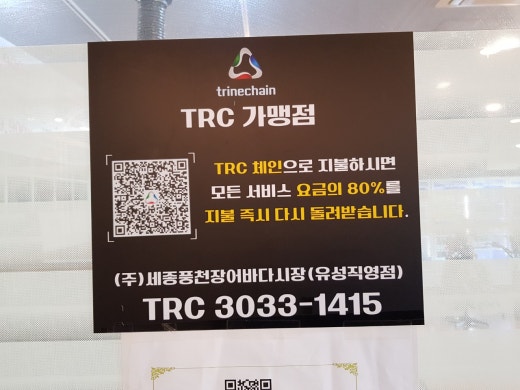 trinechain
TRC 가맹점
TRC 체인으로 지불하시면
모든 서비스 요금의 80%를
지불 즉시 다시 돌려받습니다.
(주)세종풍천장어바다시장(유성직영점)
TRC 3033-1415